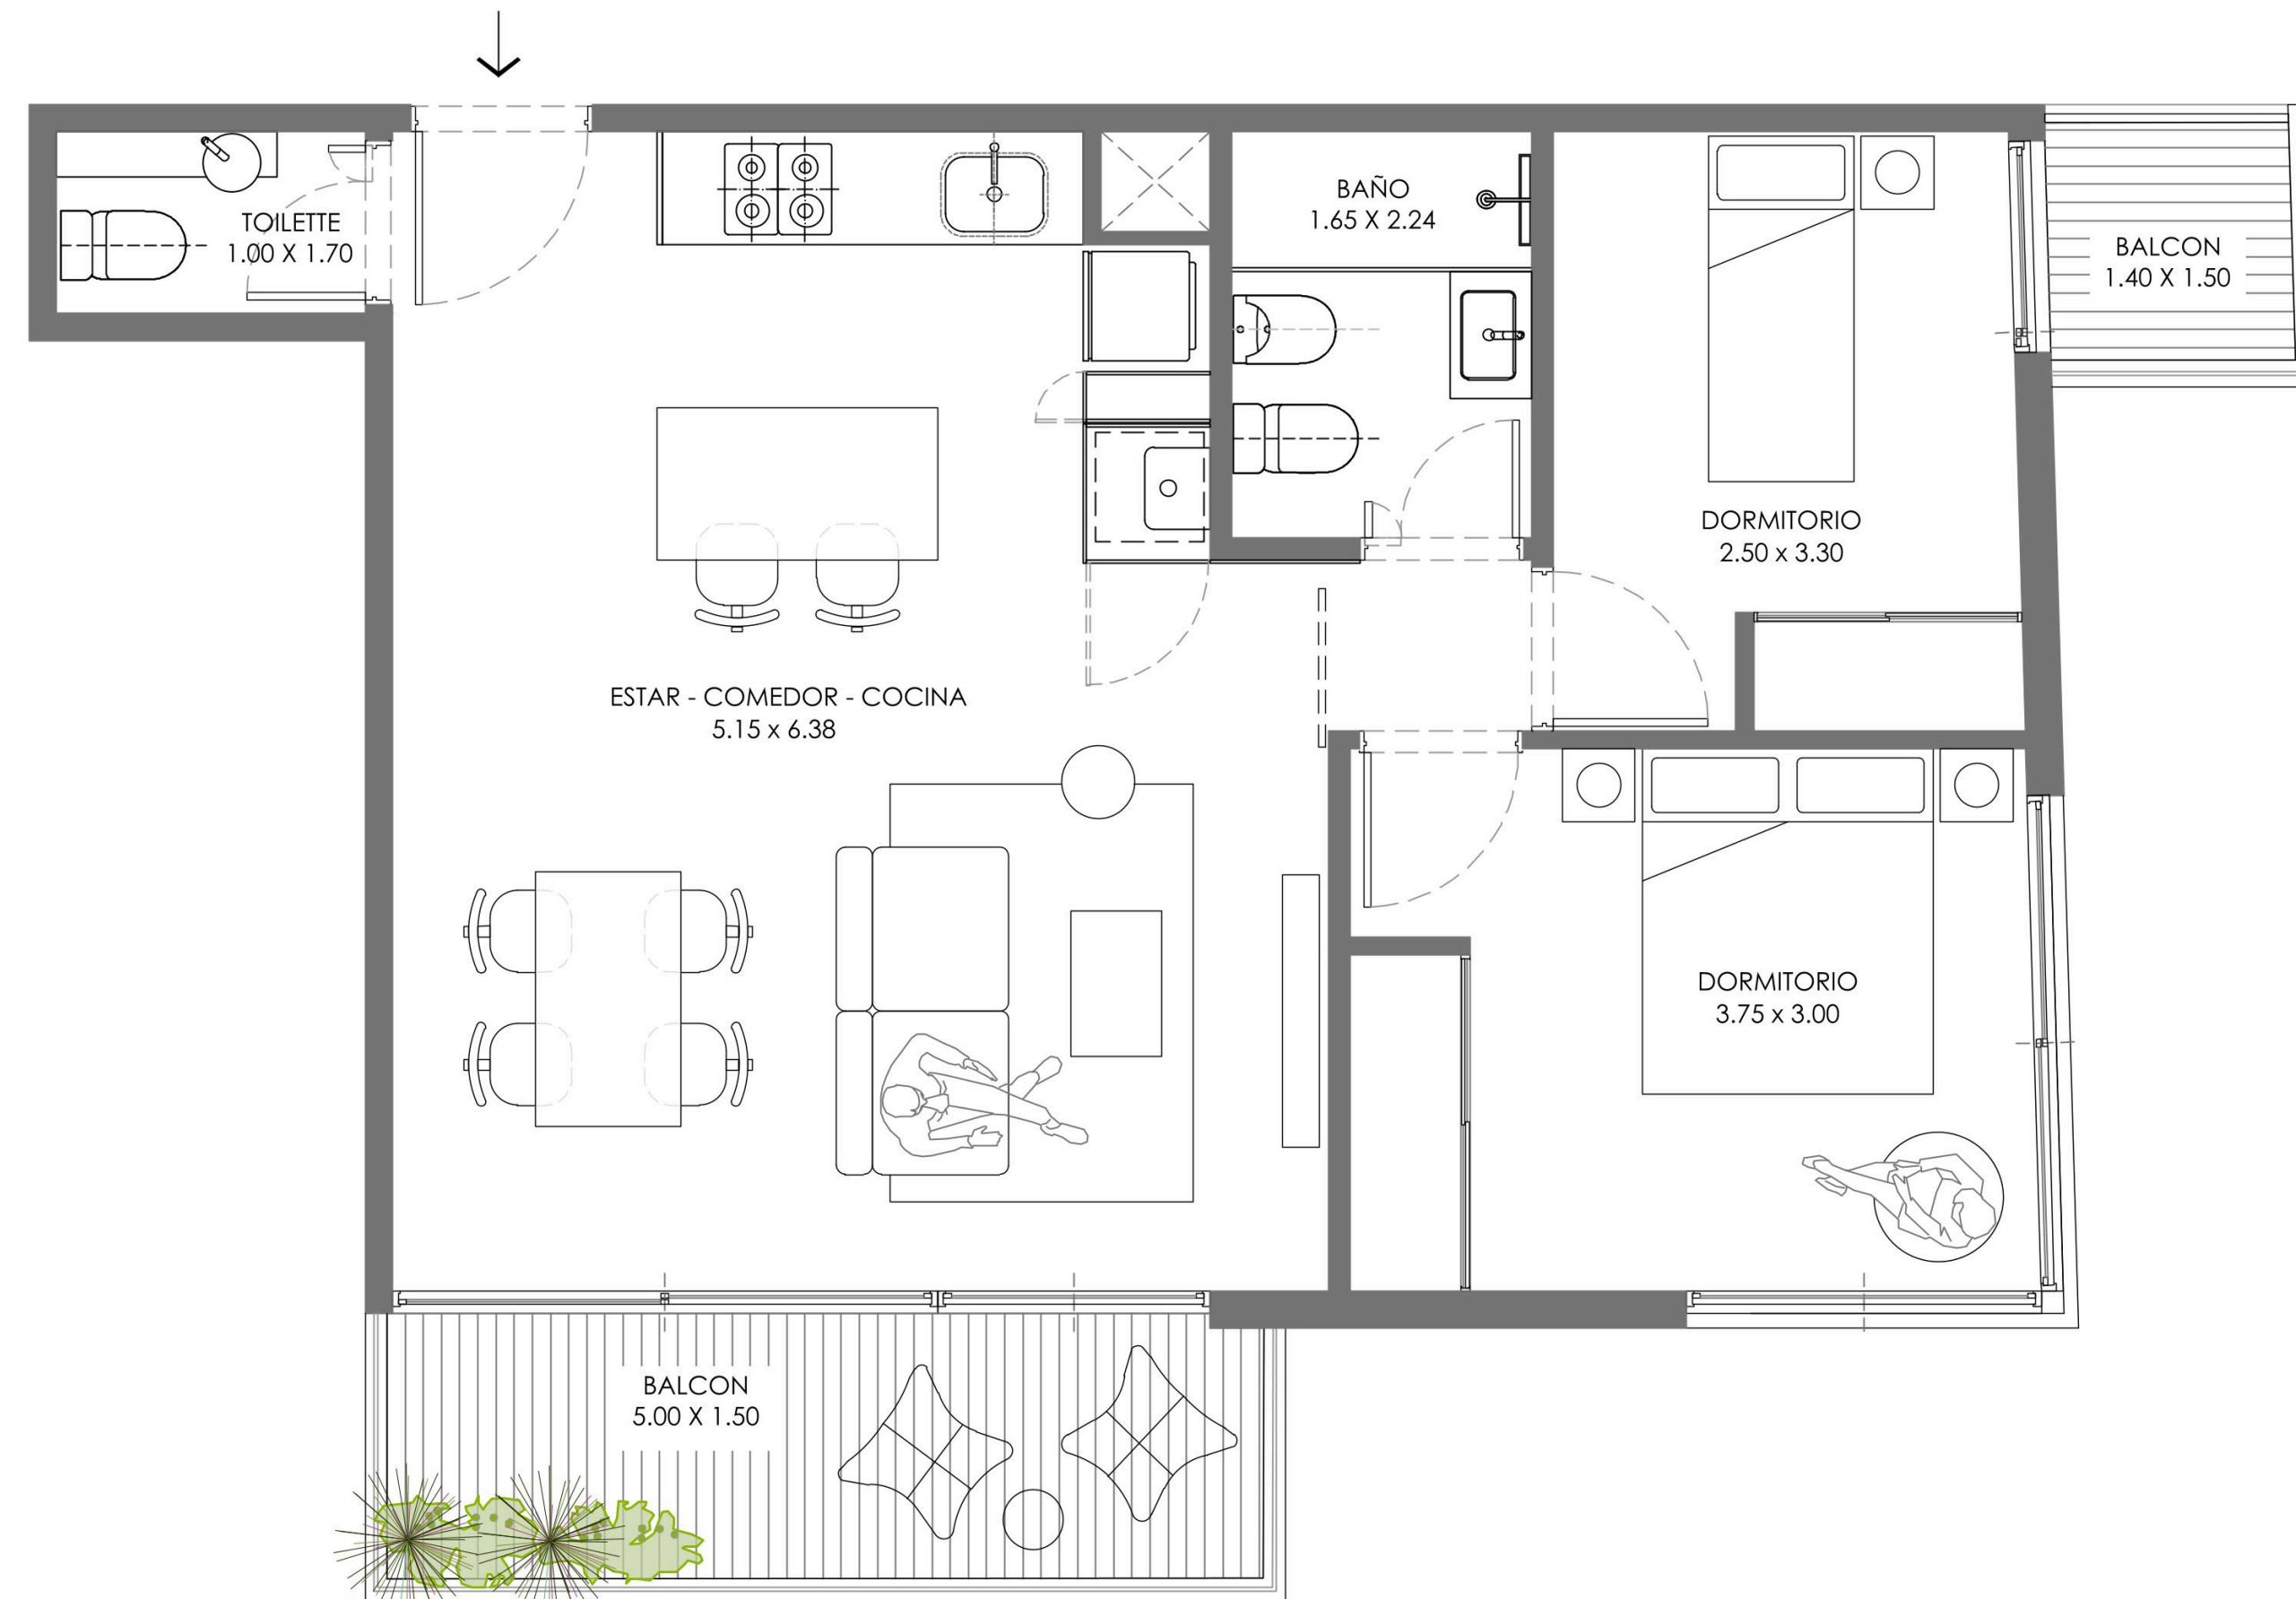 TOILETTE
1.00 X 1.70
BAÑO
1.65 X 2.24
BALCON
1.40 X 1.50
DORMITORIO
2.50 x 3.30
ESTAR - COMEDOR - COCINA
5.15 x 6.38
DORMITORIO
3.75 x 3.00
BALCON
5.00 X 1.50